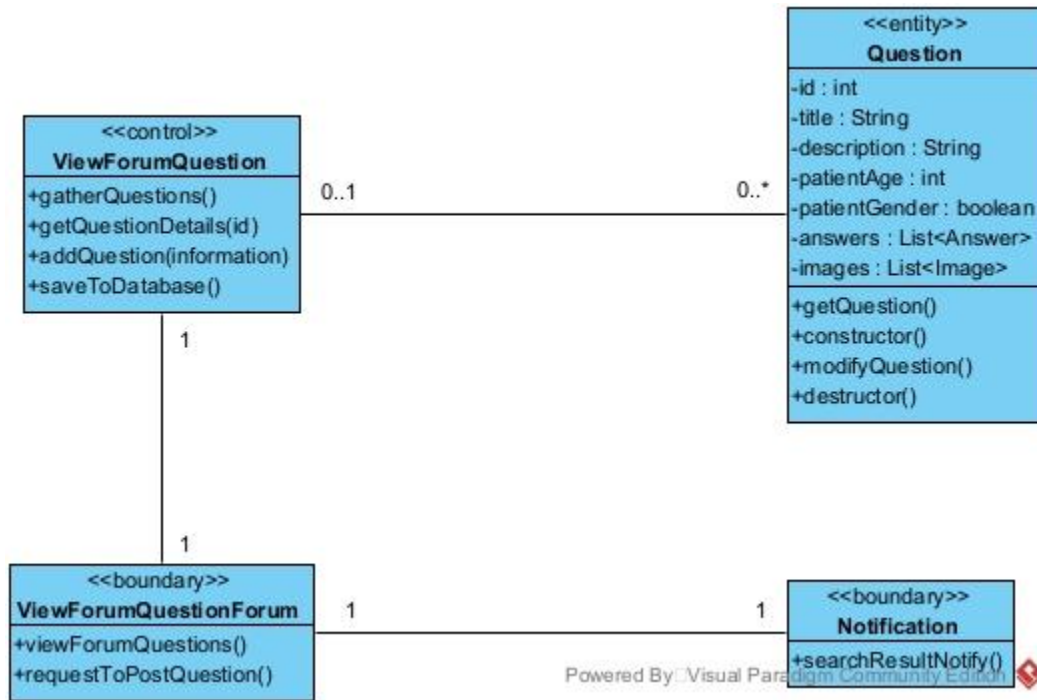 <<entity>>
Question
-id : int
-title : String
-description : String
-patientAge : int
-patientGender : boolean
-answers : List<Answer>
-images : List<Image>
+getQuestion()
+constructor()
+modifyQuestion()
+destructor()
<<control>>
ViewForumQuestion
+gatherQuestions()
+getQuestionDetails(id)
+addQuestion(information)
+saveToDatabase()
0..1
0..*
1
1
<<boundary>>
ViewForumQuestionForum
+viewForumQuestions()
+requestToPostQuestion()
1
1
<<boundary>>
Notification
+searchResultNotify()
Powered By Visual Paradigm Community Edition